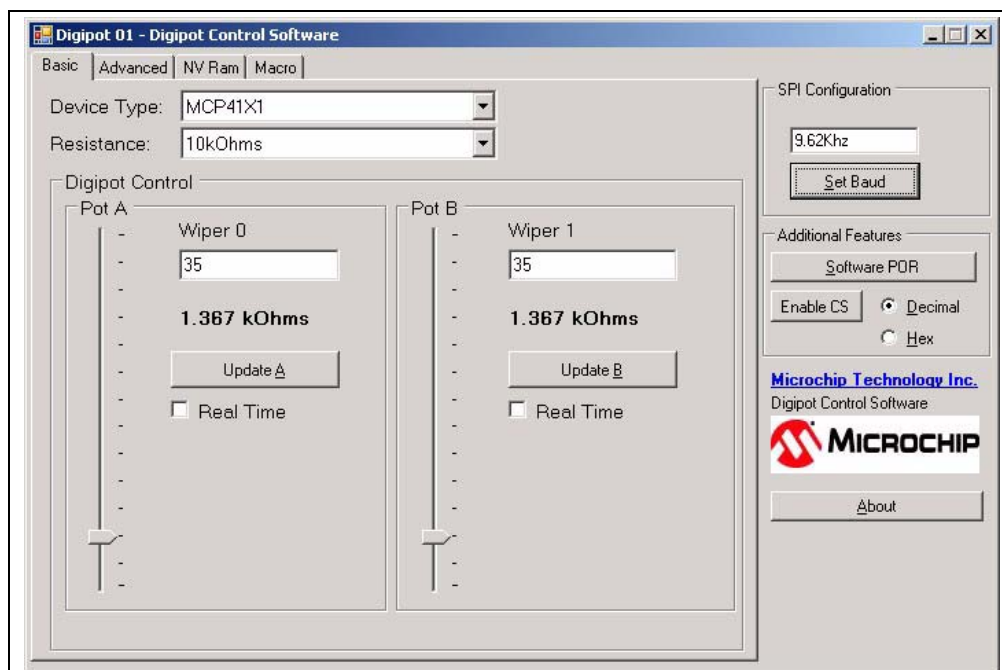 Digipot 01 - Digipot Control Software
Basic
Advanced
NV Ram
Macro
Device Type:
MCP41X1
Resistance:
10kOhms
Digipot Control
Pot A
Wiper 0
35
1.367 kOhms
Update A
Real Time
Pot B
Wiper 1
35
1.367 kOhms
Update B
Real Time
SPI Configuration
9.62Khz
Set Baud
Additional Features
Software POR
Enable CS
Decimal
Hex
Microchip Technology Inc.
Digipot Control Software
MICROCHIP
About